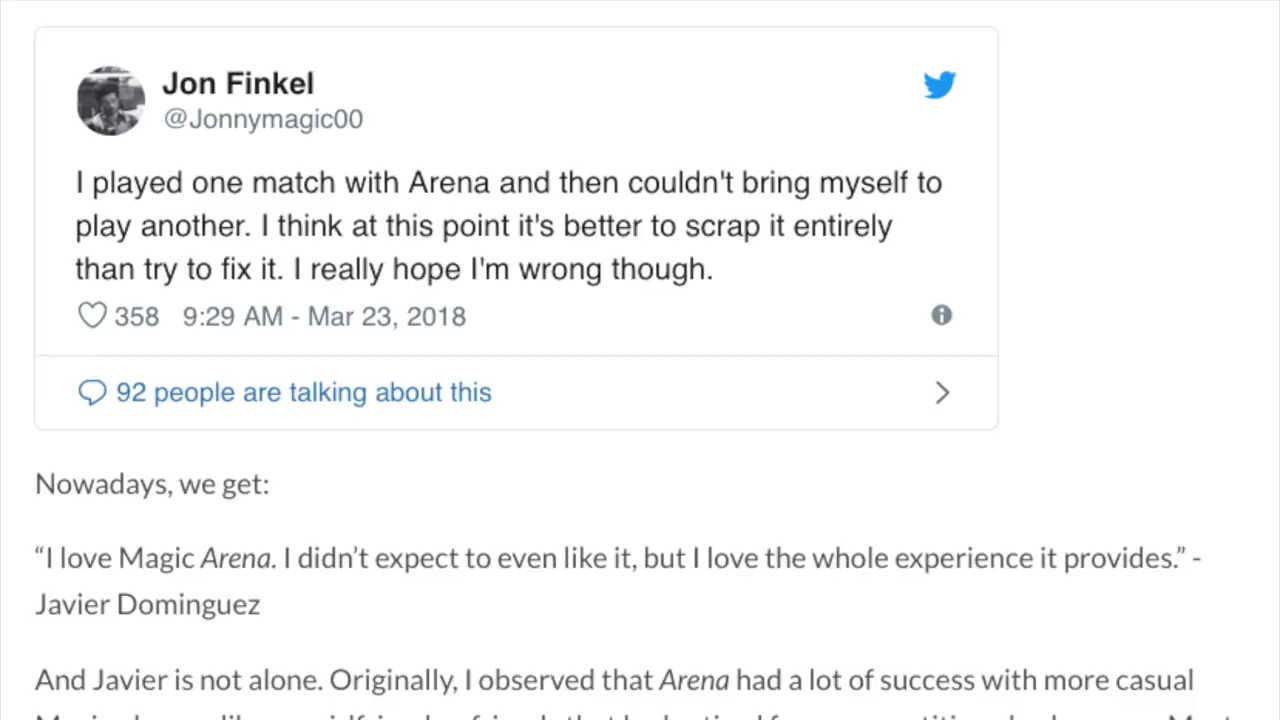 Jon Finkel
@Jonnymagic00
I played one match with Arena and then couldn't bring myself to
play another. I think at this point it's better to scrap it entirely
than try to fix it. I really hope I'm wrong though.
358 9:29 AM - Mar 23, 2018
92 people are talking about this
Nowadays, we get:
“I love Magic Arena. I didn’t expect to even like it, but I love the whole experience it provides.” -
Javier Dominguez
And Javier is not alone. Originally, I observed that Arena had a lot of success with more casual